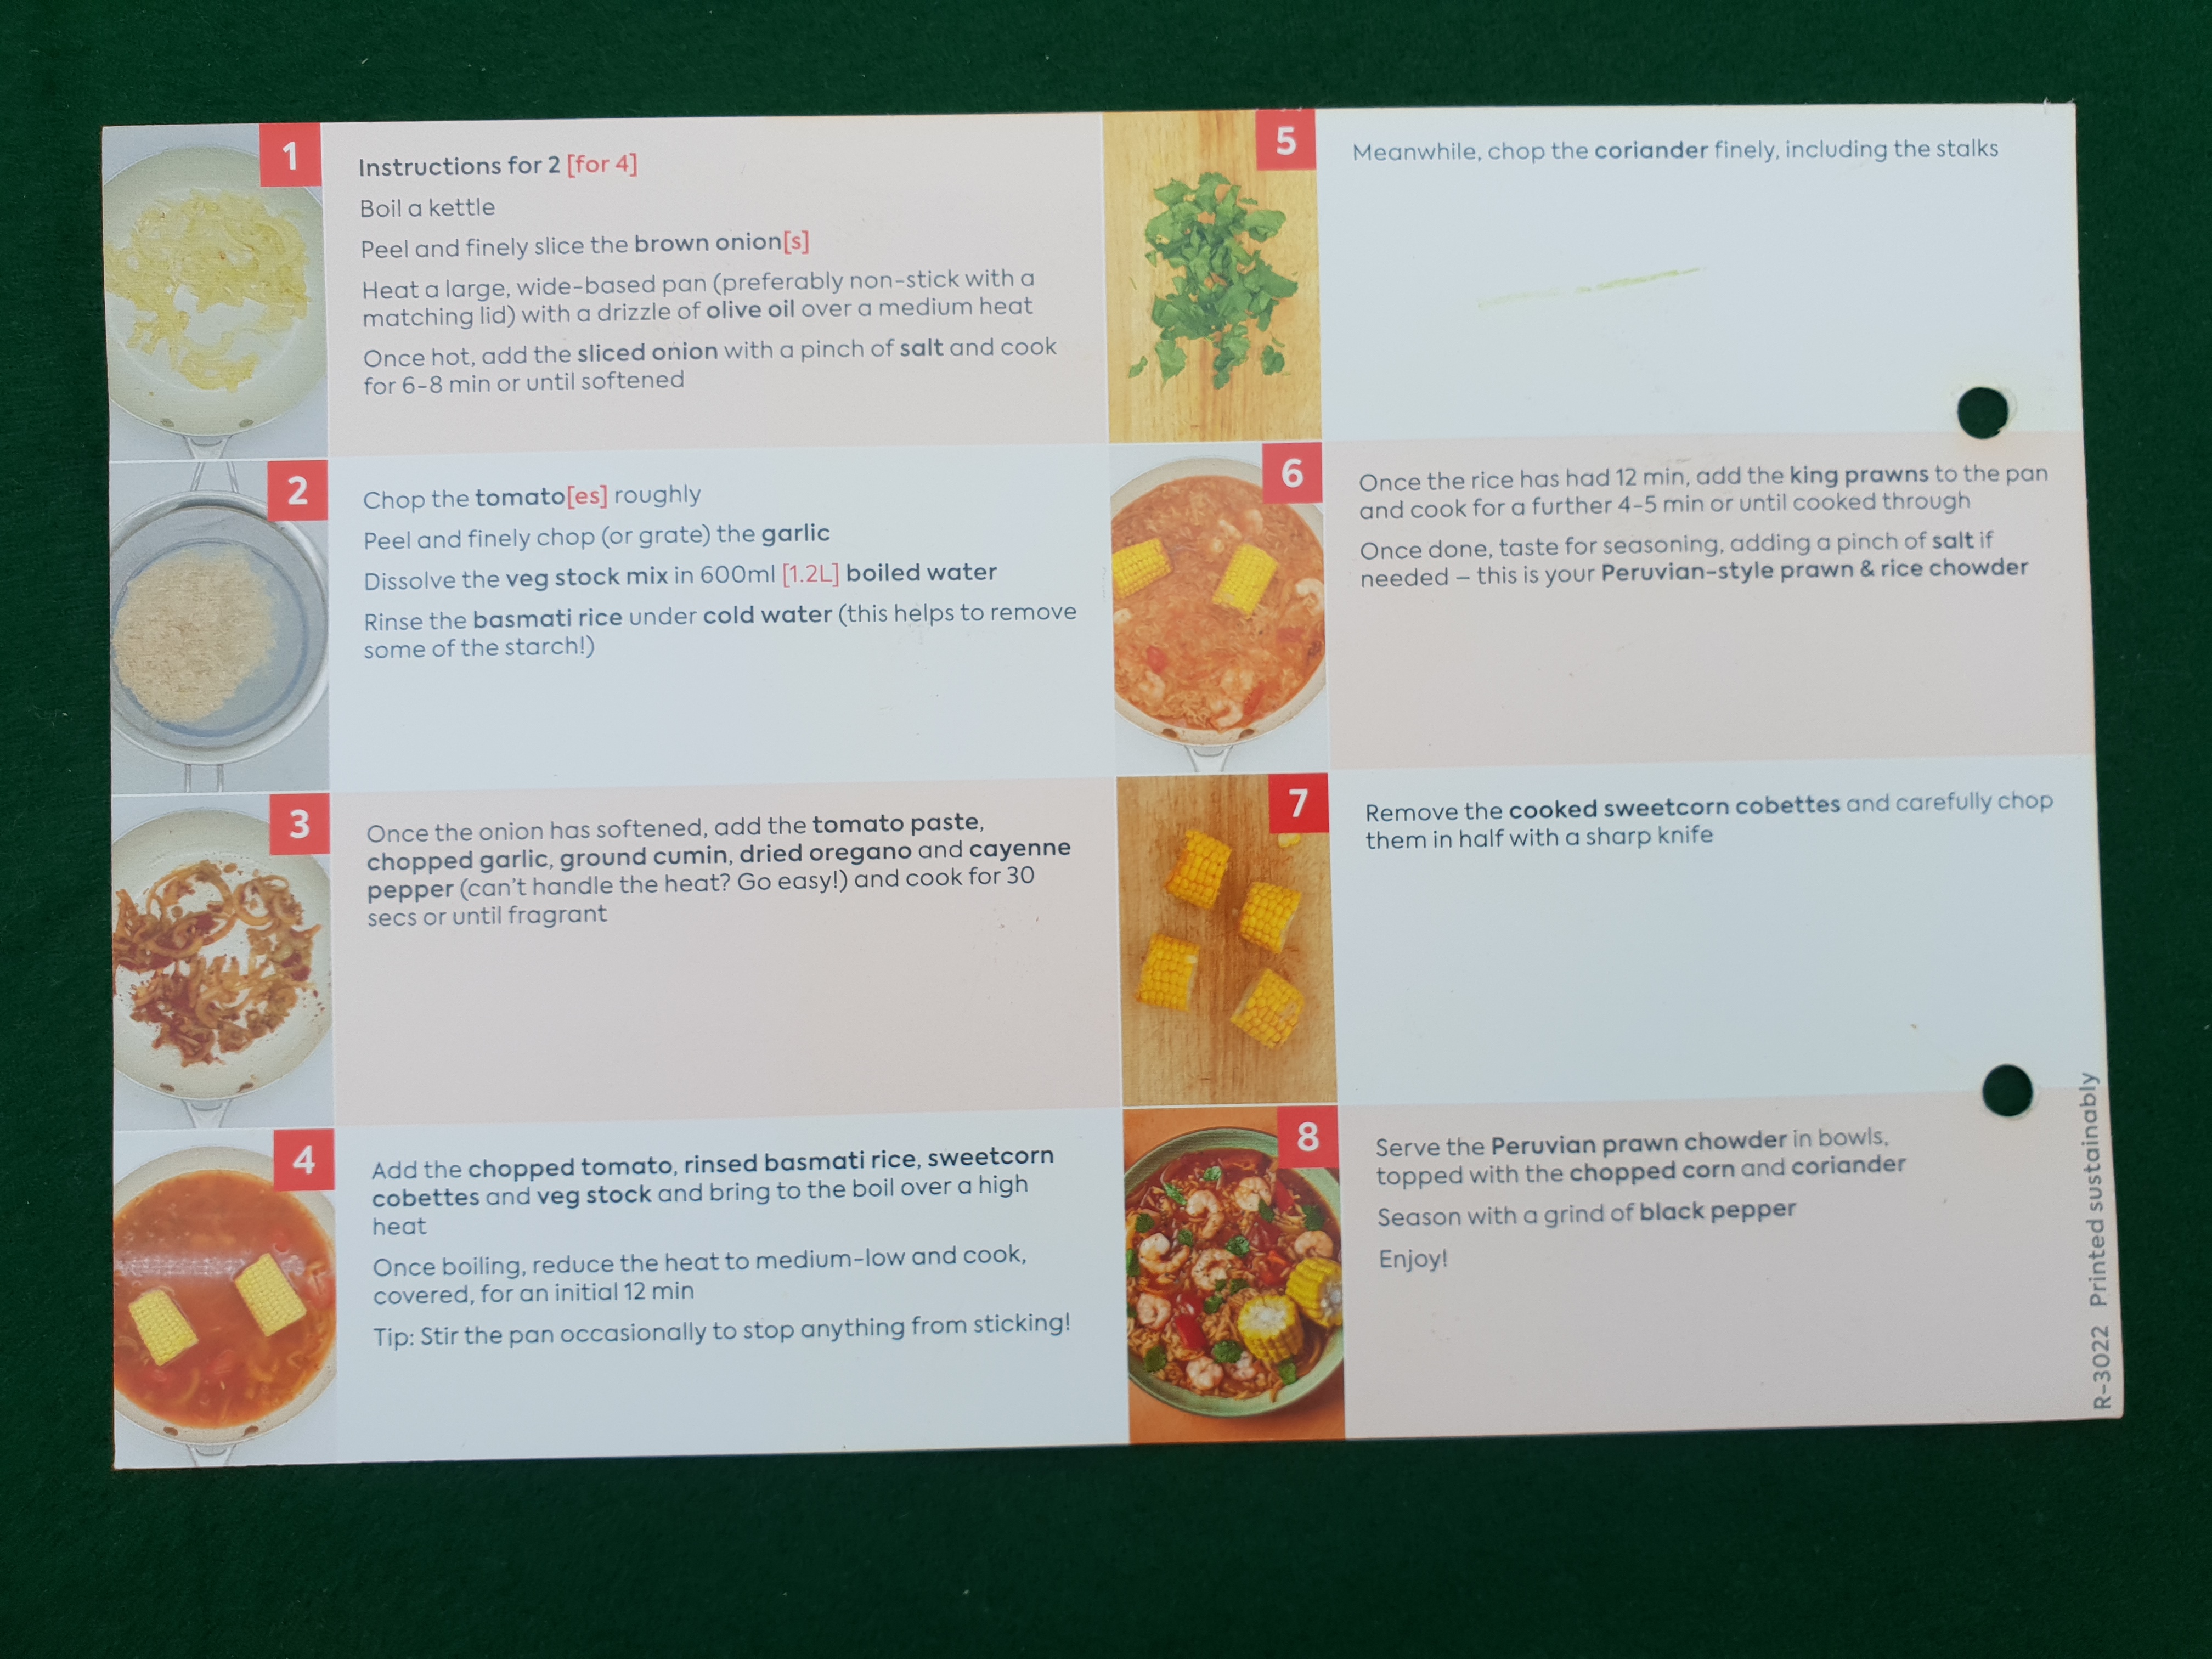 1
Instructions for 2 [for 4]
Boil a kettle
Peel and finely slice the brown onion[s]
Heat a large, wide-based pan (preferably non-stick with a
matching lid) with a drizzle of olive oil over a medium heat
Once hot, add the sliced onion with a pinch of salt and cook
for 6-8 min or until softened
2
Chop the tomato[es] roughly
Peel and finely chop (or grate) the garlic
Dissolve the veg stock mix in 600ml [1.2L] boiled water
Rinse the basmati rice under cold water (this helps to remove
some of the starch!)
3
Once the onion has softened, add the tomato paste,
chopped garlic, ground cumin, dried oregano and cayenne
pepper (can't handle the heat? Go easy!) and cook for 30
secs or until fragrant
4
Add the chopped tomato, rinsed basmati rice, sweetcorn
cobettes and veg stock and bring to the boil over a high
heat
Once boiling, reduce the heat to medium-low and cook,
covered, for an initial 12 min
Tip: Stir the pan occasionally to stop anything from sticking!
5
Meanwhile, chop the coriander finely, including the stalks
6
Once the rice has had 12 min, add the king prawns to the pan
and cook for a further 4-5 min or until cooked through
Once done, taste for seasoning, adding a pinch of salt if
needed – this is your Peruvian-style prawn & rice chowder
7
Remove the cooked sweetcorn cobettes and carefully chop
them in half with a sharp knife
8
Serve the Peruvian prawn chowder in bowls,
topped with the chopped corn and coriander
Season with a grind of black pepper
Enjoy!
R-3022 Printed sustainably